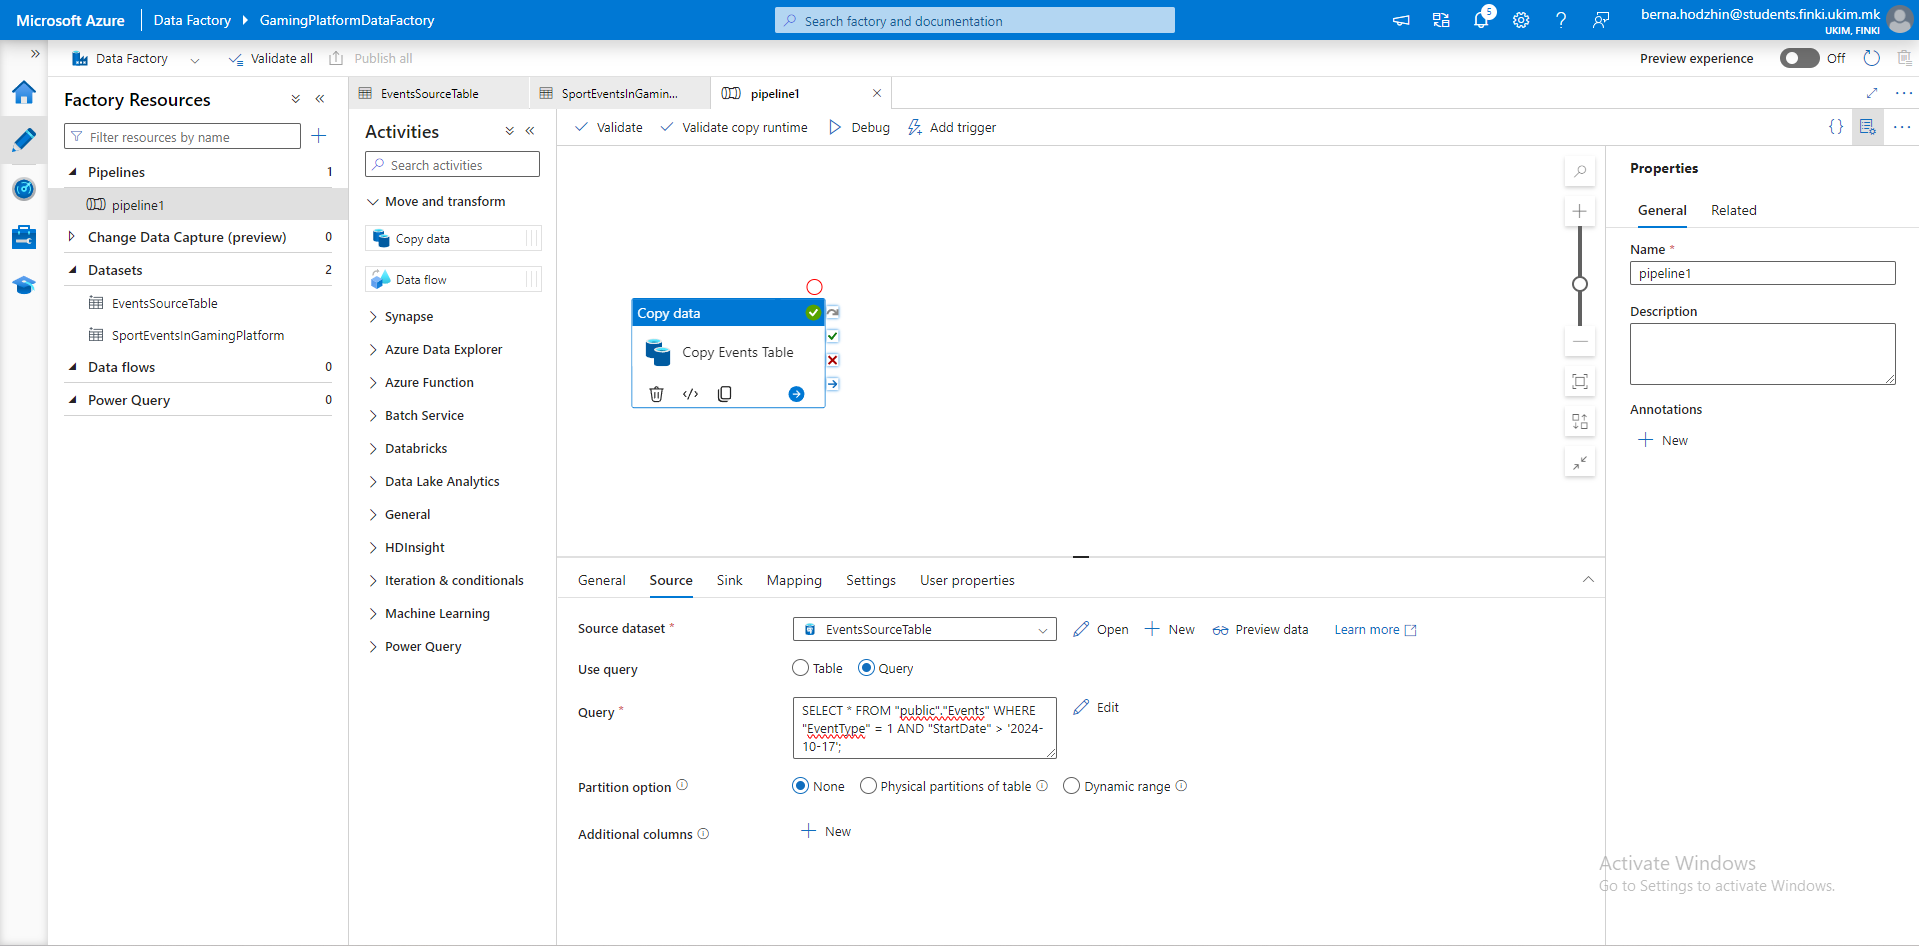 Microsoft Azure
Data Factory
GamingPlatformDataFactory
Search factory and documentation
5
berna.hodzhin@students.finki.ukim.mk
UKIM, FINKI
Data Factory
Validate all
Publish all
Preview experience
Off
Factory Resources
Filter resources by name
Pipelines
1
pipeline1
Change Data Capture (preview)
0
Datasets
2
EventsSourceTable
SportEventsInGamingPlatform
Data flows
0
Power Query
0
EventsSourceTable
SportEventsInGamin...
pipeline1
Activities
Search activities
Move and transform
Copy data
Data flow
Synapse
Azure Data Explorer
Azure Function
Batch Service
Databricks
Data Lake Analytics
General
HDInsight
Iteration & conditionals
Machine Learning
Power Query
Validate
Validate copy runtime
Debug
Add trigger
{}
Copy data
Copy Events Table
</>
General
Source
Sink
Mapping
Settings
User properties
Source dataset *
EventsSourceTable
Open
New
Preview data
Learn more
Use query
Table
Query
Query *
SELECT * FROM "public"."Events" WHERE
"EventType" = 1 AND "StartDate" > '2024-
10-17';
Edit
Partition option
None
Physical partitions of table
Dynamic range
Additional columns
New
Properties
General
Related
Name *
pipeline1
Description
Annotations
New
Activate Windows
Go to Settings to activate Windows.